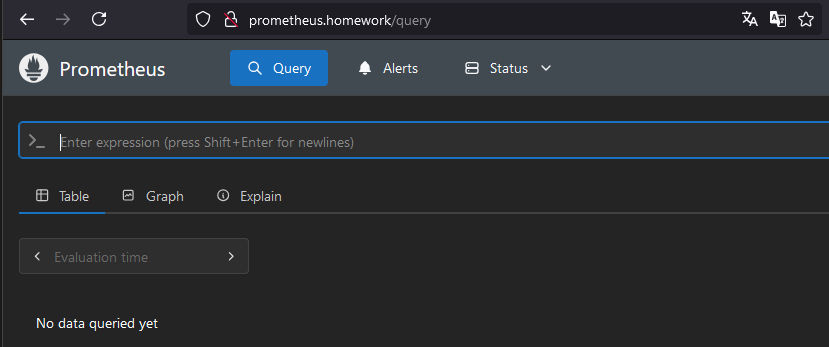 prometheus.homework/query
Prometheus Query Alerts Status
Enter expression (press Shift+Enter for newlines)
Table Graph Explain
Evaluation time
No data queried yet